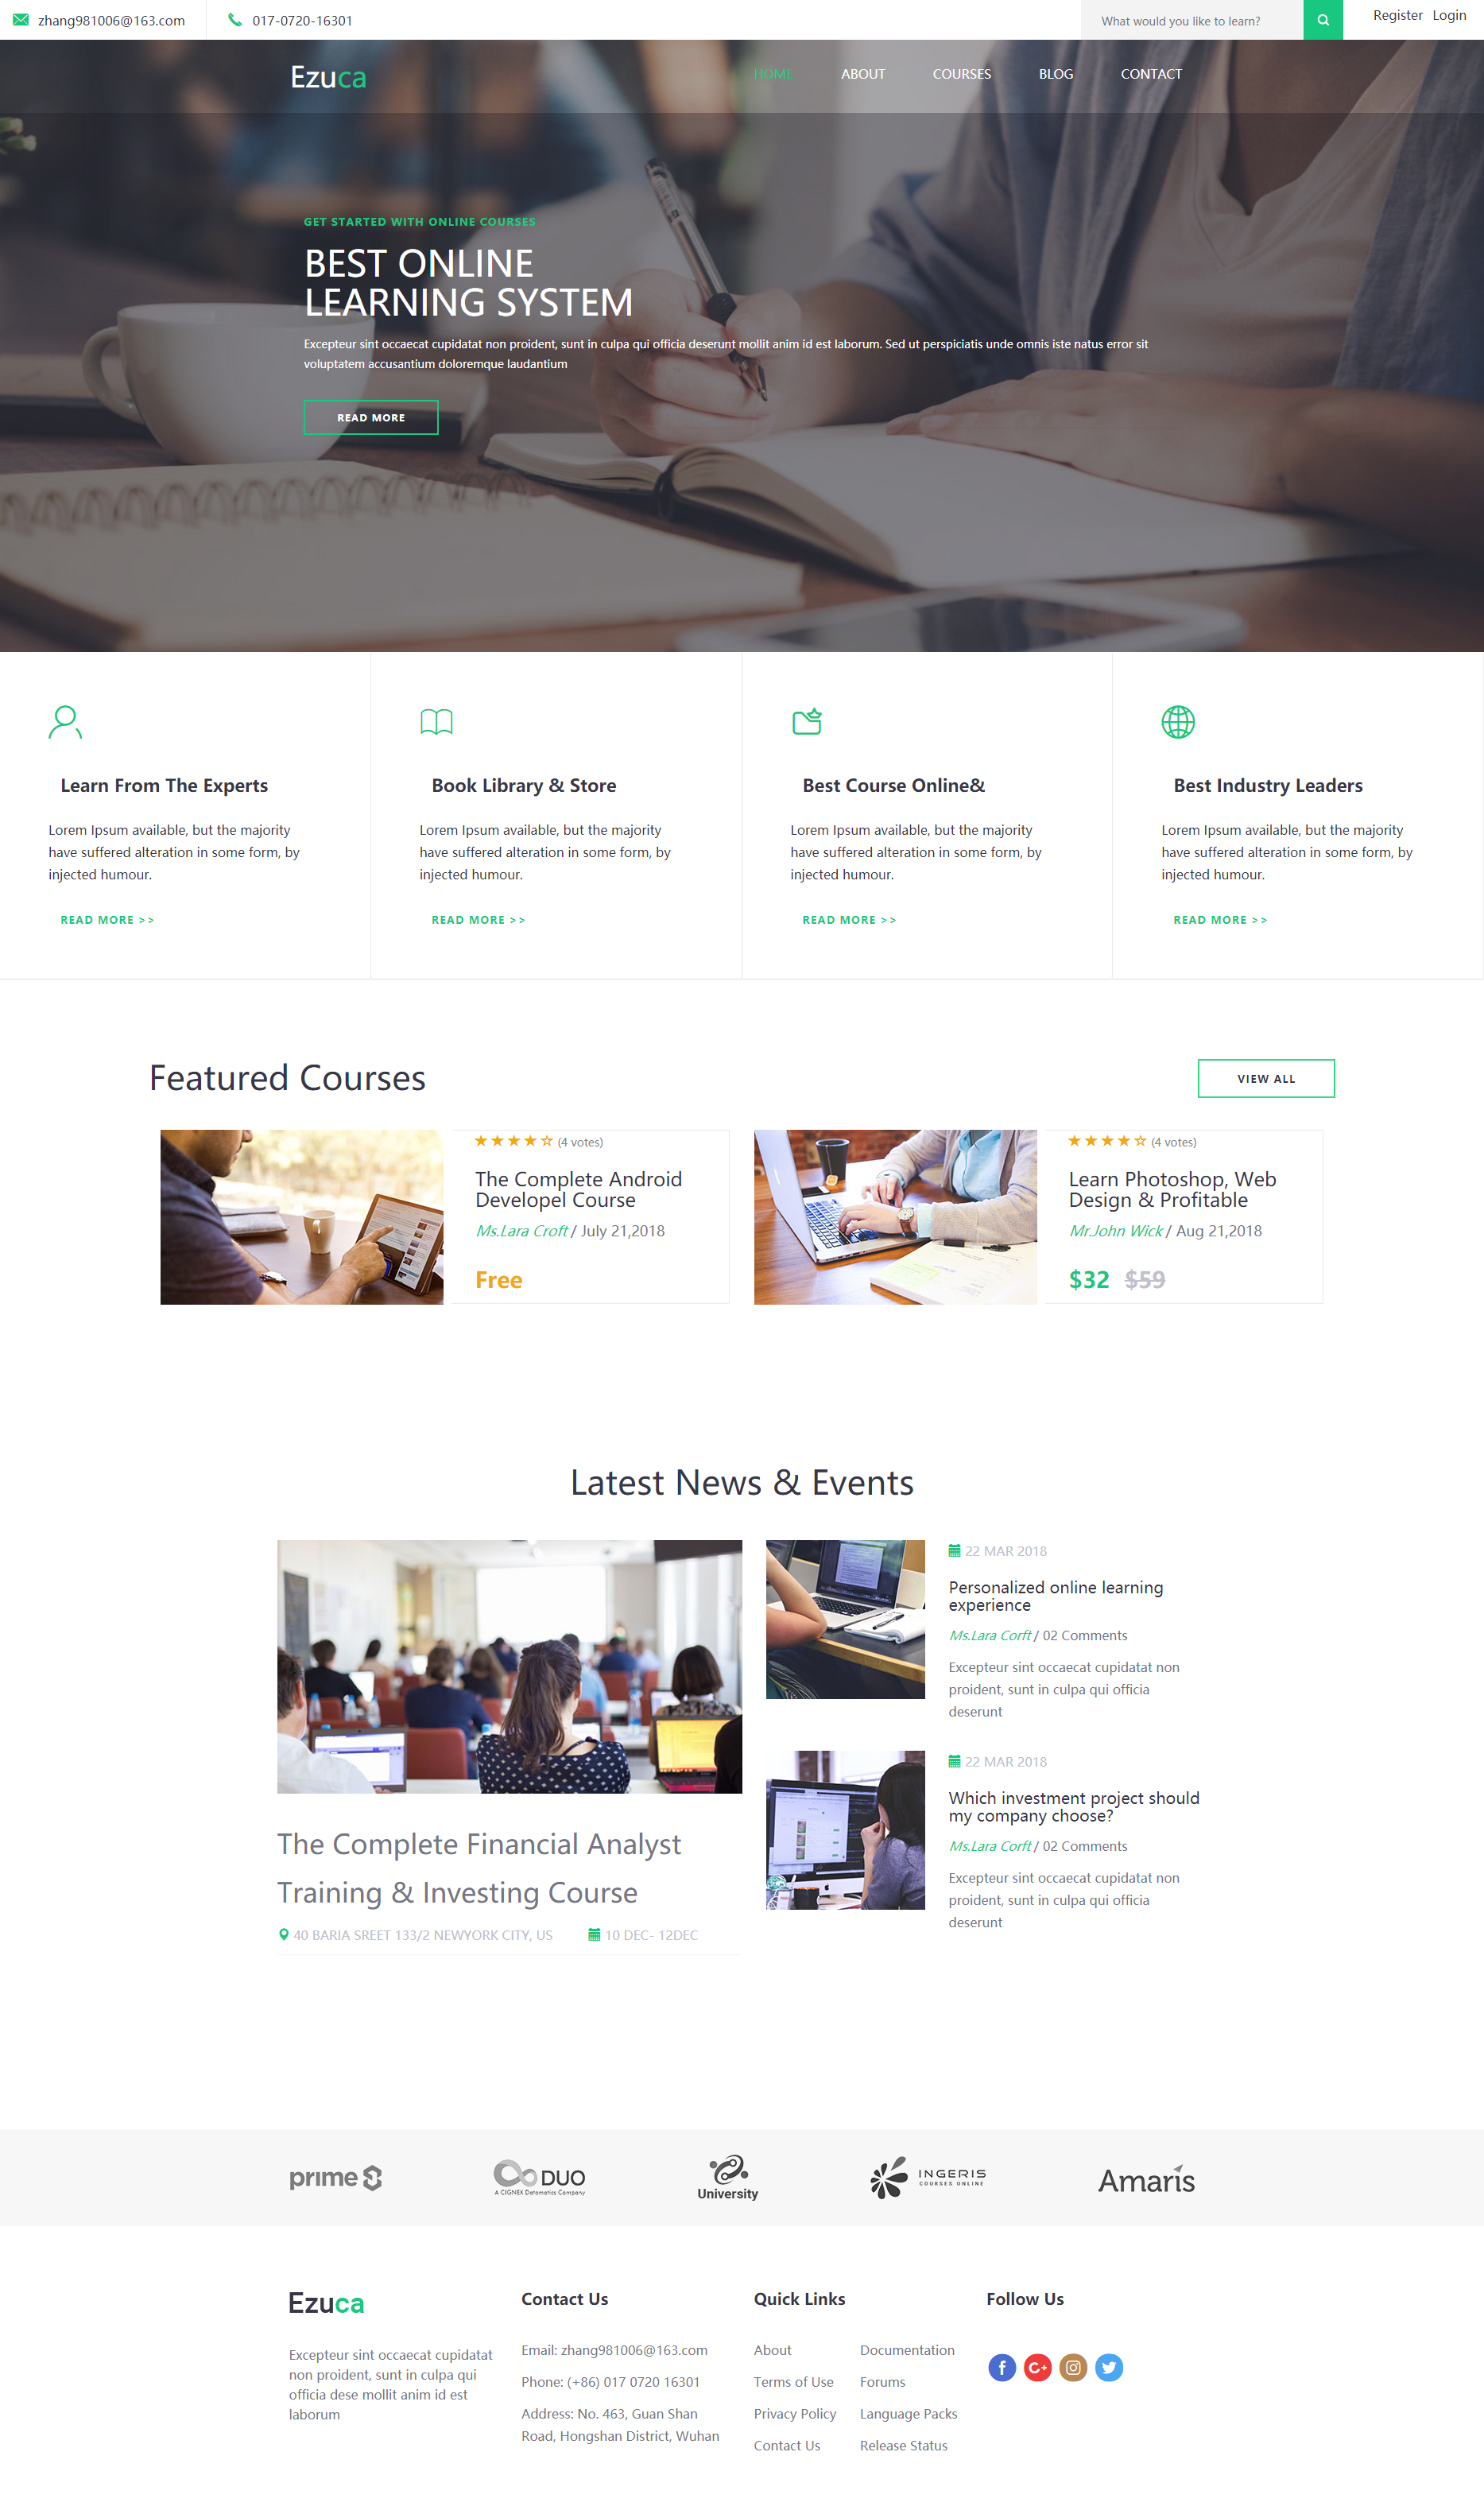 zhang981006@163.com
017-0720-16301
What would you like to learn?
Register Login
Ezuca
HOME ABOUT COURSES BLOG CONTACT
GET STARTED WITH ONLINE COURSES
BEST ONLINE
LEARNING SYSTEM
Excepteur sint occaecat cupidatat non proident, sunt in culpa qui officia deserunt mollit anim id est laborum. Sed ut perspiciatis unde omnis iste natus error sit
voluptatem accusantium doloremque laudantium
READ MORE
Learn From The Experts
Lorem Ipsum available, but the majority
have suffered alteration in some form, by
injected humour.
READ MORE >>
Book Library & Store
Lorem Ipsum available, but the majority
have suffered alteration in some form, by
injected humour.
READ MORE >>
Best Course Online&
Lorem Ipsum available, but the majority
have suffered alteration in some form, by
injected humour.
READ MORE >>
Best Industry Leaders
Lorem Ipsum available, but the majority
have suffered alteration in some form, by
injected humour.
READ MORE >>
Featured Courses
VIEW ALL
(4 votes)
The Complete Android
Developel Course
Ms.Lara Croft / July 21,2018
Free
(4 votes)
Learn Photoshop, Web
Design & Profitable
Mr.John Wick / Aug 21,2018
$32 $59
Latest News & Events
The Complete Financial Analyst
Training & Investing Course
40 BARIA SREET 133/2 NEWYORK CITY, US
10 DEC- 12DEC
22 MAR 2018
Personalized online learning
experience
Ms.Lara Corft / 02 Comments
Excepteur sint occaecat cupidatat non
proident, sunt in culpa qui officia
deserunt
22 MAR 2018
Which investment project should
my company choose?
Ms.Lara Corft / 02 Comments
Excepteur sint occaecat cupidatat non
proident, sunt in culpa qui officia
deserunt
prime
DUO
A CIGNEX Datamatics Company
University
INGERIS
COURSES ONLINE
Amaris
Ezuca
Excepteur sint occaecat cupidatat
non proident, sunt in culpa qui
officia dese mollit anim id est
laborum
Contact Us
Email: zhang981006@163.com
Phone: (+86) 017 0720 16301
Address: No. 463, Guan Shan
Road, Hongshan District, Wuhan
Quick Links
About
Terms of Use
Privacy Policy
Contact Us
Documentation
Forums
Language Packs
Release Status
Follow Us